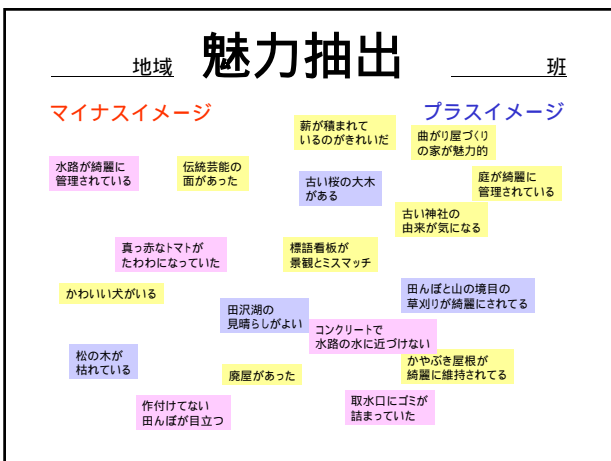 地域 魅力抽出 班
マイナスイメージ
プラスイメージ
薪が積まれて
いるのがきれいだ
曲がり屋づくり
の家が魅力的
水路が綺麗に
管理されている
伝統芸能の
面があった
古い桜の大木
がある
庭が綺麗に
管理されている
古い神社の
由来が気になる
真っ赤なトマトが
たわわになっていた
標語看板が
景観とミスマッチ
かわいい犬がいる
田んぼと山の境目の
草刈りが綺麗にされてる
田沢湖の
見晴らしがよい
コンクリートで
水路の水に近づけない
松の木が
枯れている
廃屋があった
かやぶき屋根が
綺麗に維持されてる
作付けてない
田んぼが目立つ
取水口にゴミが
詰まっていた